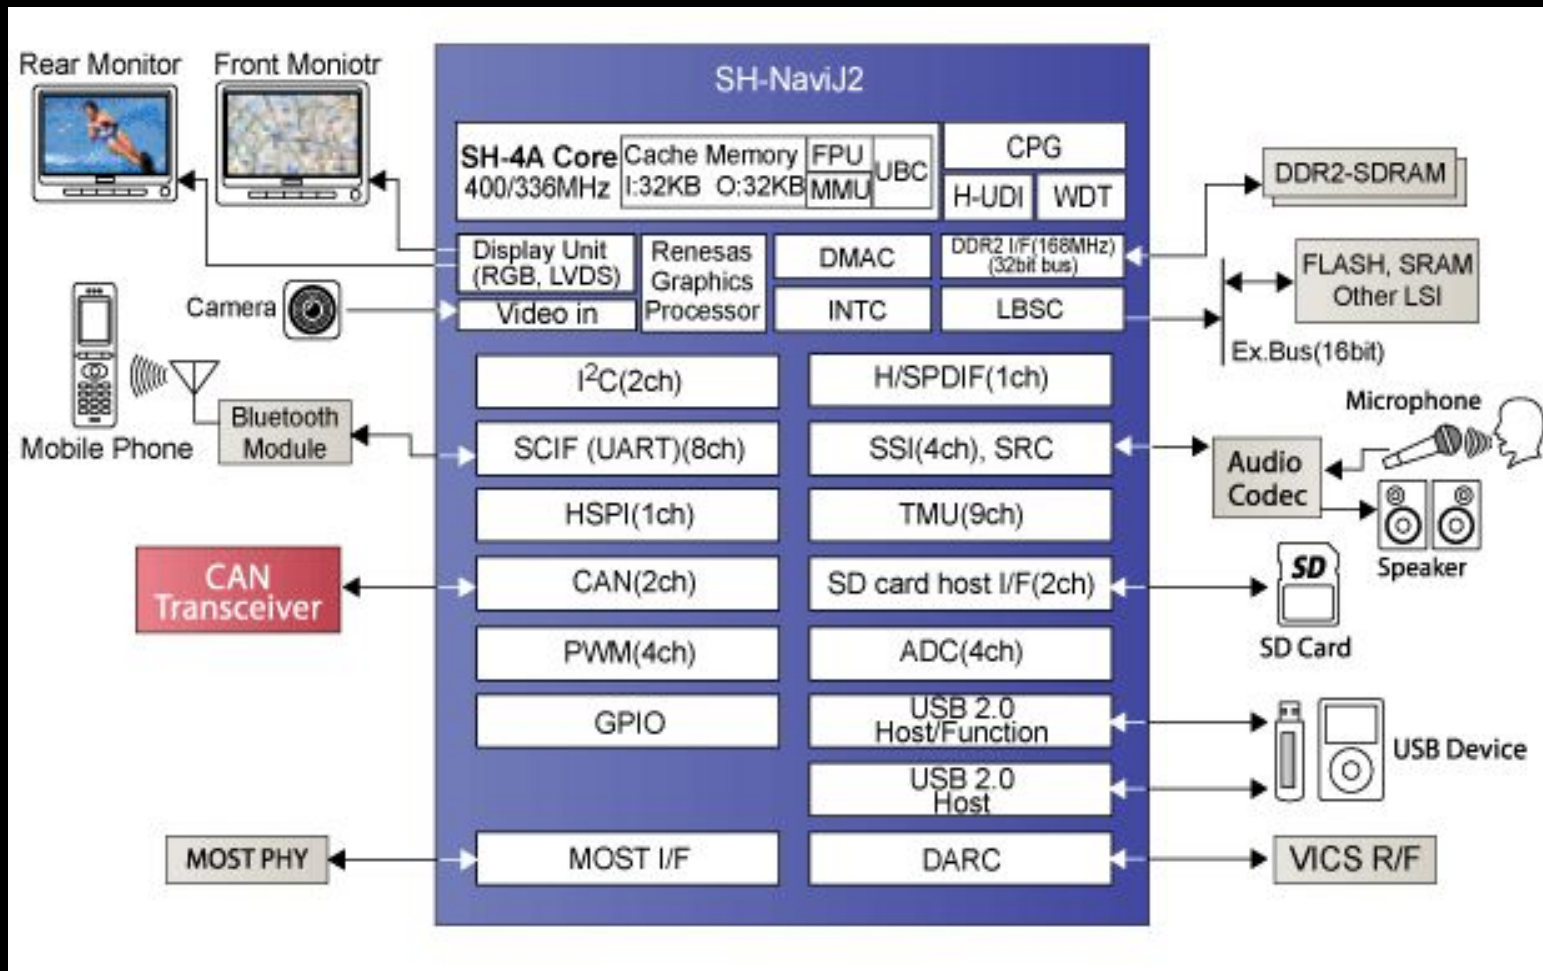 SH-NaviJ2
Rear Monitor
Front Moniotr
SH-4A Core
400/336MHz
Cache Memory
I:32KB O:32KB
FPU
MMU
UBC
CPG
H-UDI
WDT
DDR2-SDRAM
Display Unit
(RGB, LVDS)
Video in
Renesas
Graphics
Processor
DMAC
INTC
DDR2 I/F(168MHz)
(32bit bus)
LBSC
FLASH, SRAM
Other LSI
Ex.Bus(16bit)
Camera
Mobile Phone
Bluetooth
Module
I²C(2ch)
H/SPDIF(1ch)
SCIF (UART)(8ch)
SSI(4ch), SRC
Microphone
Audio
Codec
Speaker
HSPI(1ch)
TMU(9ch)
CAN
Transceiver
CAN(2ch)
SD card host I/F(2ch)
SD
SD Card
PWM(4ch)
ADC(4ch)
GPIO
USB 2.0
Host/Function
USB Device
USB 2.0
Host
MOST PHY
MOST I/F
DARC
VICS R/F